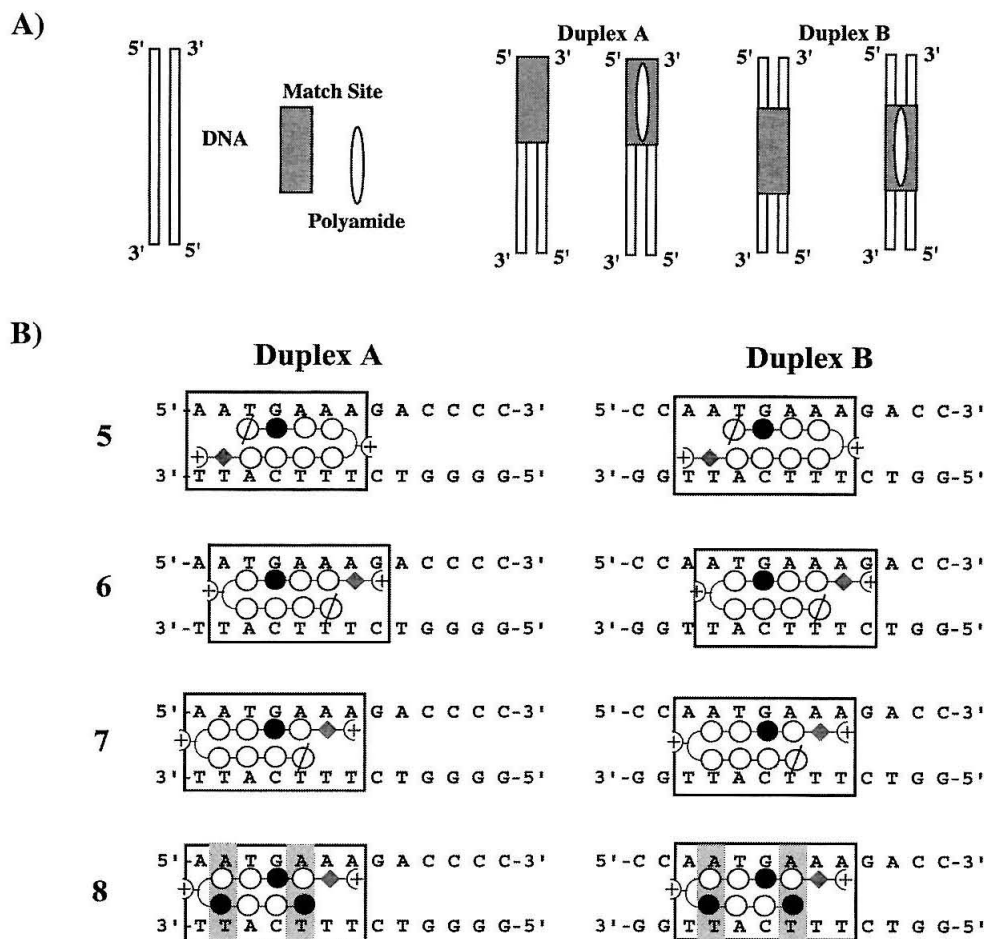 A)
5' 3'
Match Site
DNA
Polyamide
3' 5'
Duplex A
5' 3' 5' 3'
3' 5' 3' 5'
Duplex B
5' 3' 5' 3'
3' 5' 3' 5'
B)
Duplex A Duplex B
5
5'-A A T G A A A G A C C C C-3'
+
+
3'-T T A C T T T C T G G G G-5'
5'-C C A A T G A A A G A C C-3'
+
+
3'-G G T T A C T T T C T G G-5'
6
5'-A A T G A A A G A C C C C-3'
+
+
3'-T T A C T T T C T G G G G-5'
5'-C C A A T G A A A G A C C-3'
+
+
3'-G G T T A C T T T C T G G-5'
7
5'-A A T G A A A G A C C C C-3'
+
+
3'-T T A C T T T C T G G G G-5'
5'-C C A A T G A A A G A C C-3'
+
+
3'-G G T T A C T T T C T G G-5'
8
5'-A A T G A A A G A C C C C-3'
+
+
3'-T T A C T T T C T G G G G-5'
5'-C C A A T G A A A G A C C-3'
+
+
3'-G G T T A C T T T C T G G-5'